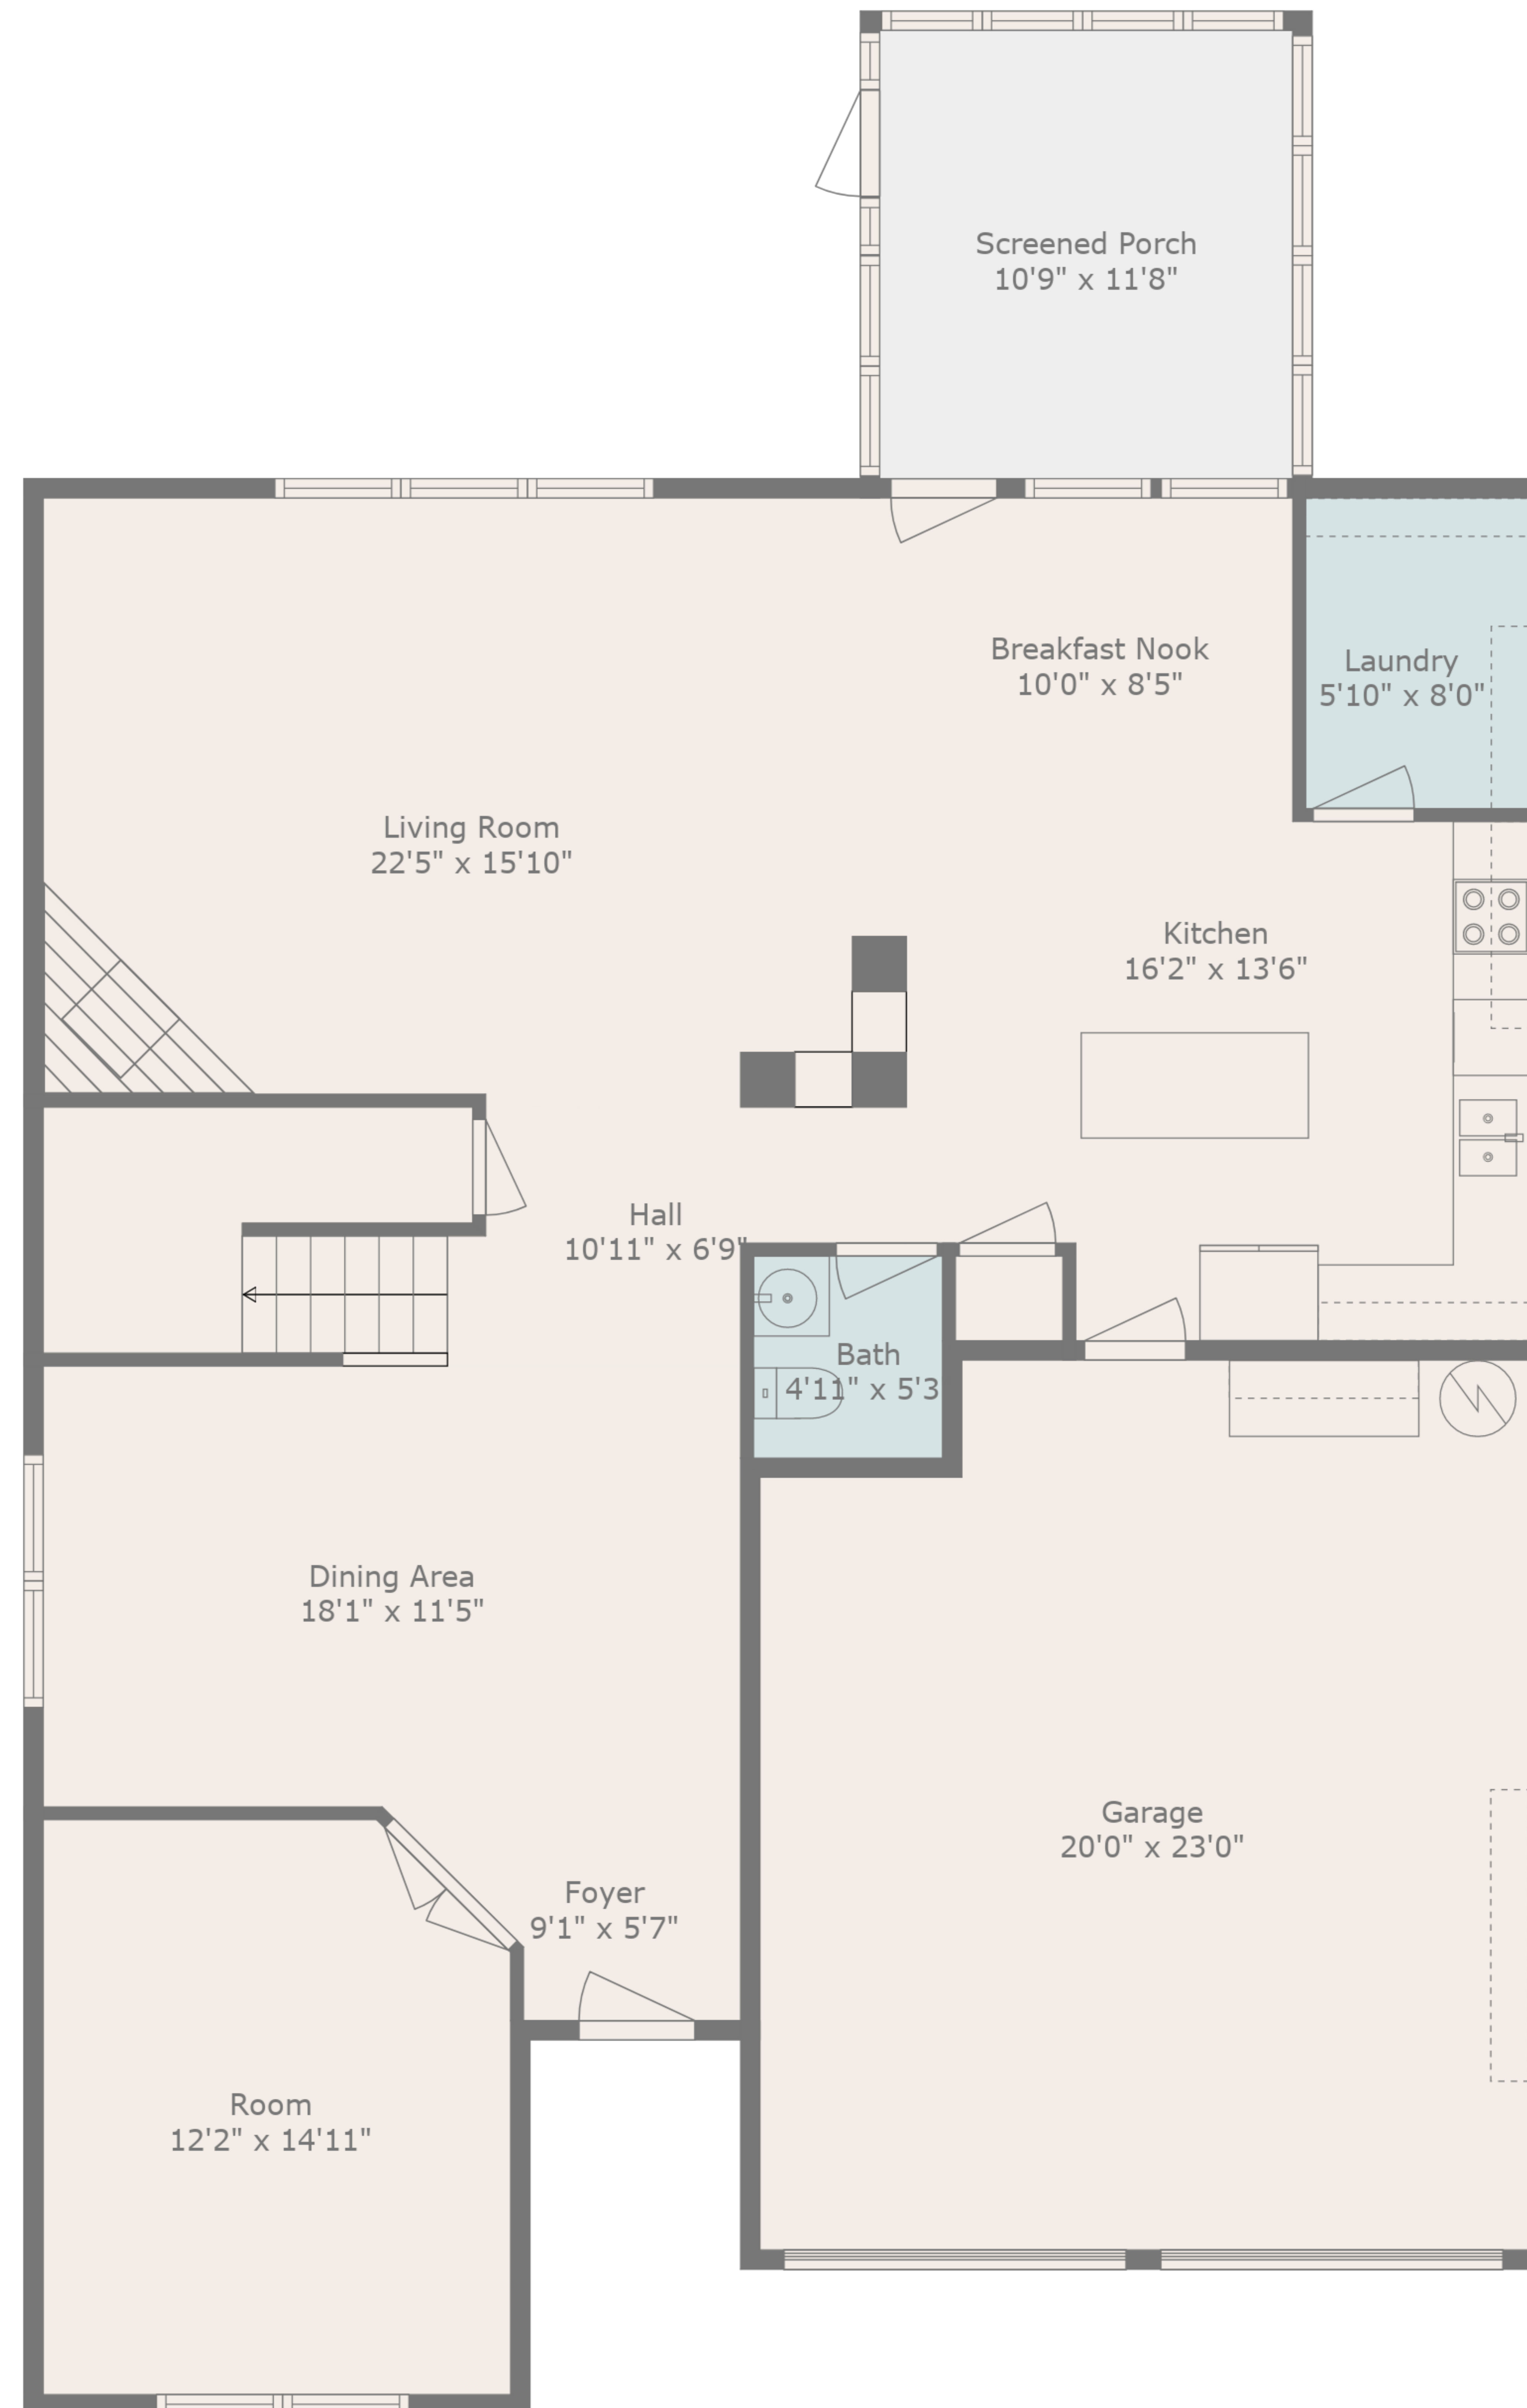 Screened Porch
10'9" x 11'8"
Breakfast Nook
10'0" x 8'5"
Laundry
5'10" x 8'0"
Living Room
22'5" x 15'10"
Kitchen
16'2" x 13'6"
Hall
10'11" x 6'9"
Bath
4'11" x 5'3
Dining Area
18'1" x 11'5"
Garage
20'0" x 23'0"
Foyer
9'1" x 5'7"
Room
12'2" x 14'11"